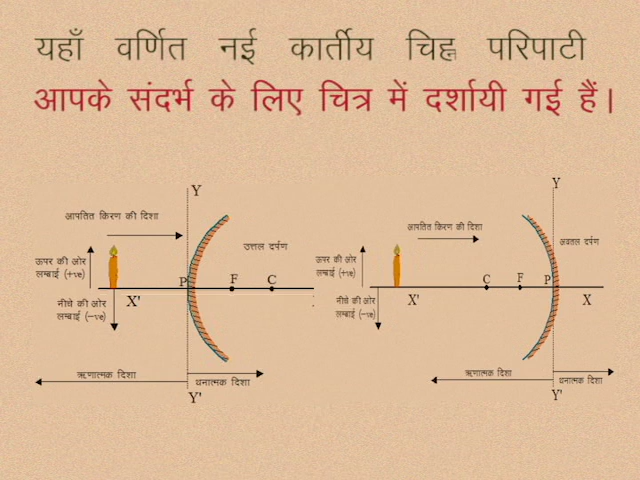 यहाँ वर्णित नई कार्तीय चिह्न परिपाटी
आपके संदर्भ के लिए चित्र में दर्शायी गई हैं।
Y
आपतित किरण की दिशा
उत्तल दर्पण
ऊपर की ओर
लम्बाई (+ve)
P
F
C
X'
नीचे की ओर
लम्बाई (-ve)
ऋणात्मक दिशा
धनात्मक दिशा
Y'
Y
आपतित किरण की दिशा
अवतल दर्पण
ऊपर की ओर
लम्बाई (+ve)
C
F
P
X'
X
नीचे की ओर
लम्बाई (-ve)
ऋणात्मक दिशा
धनात्मक दिशा
Y'